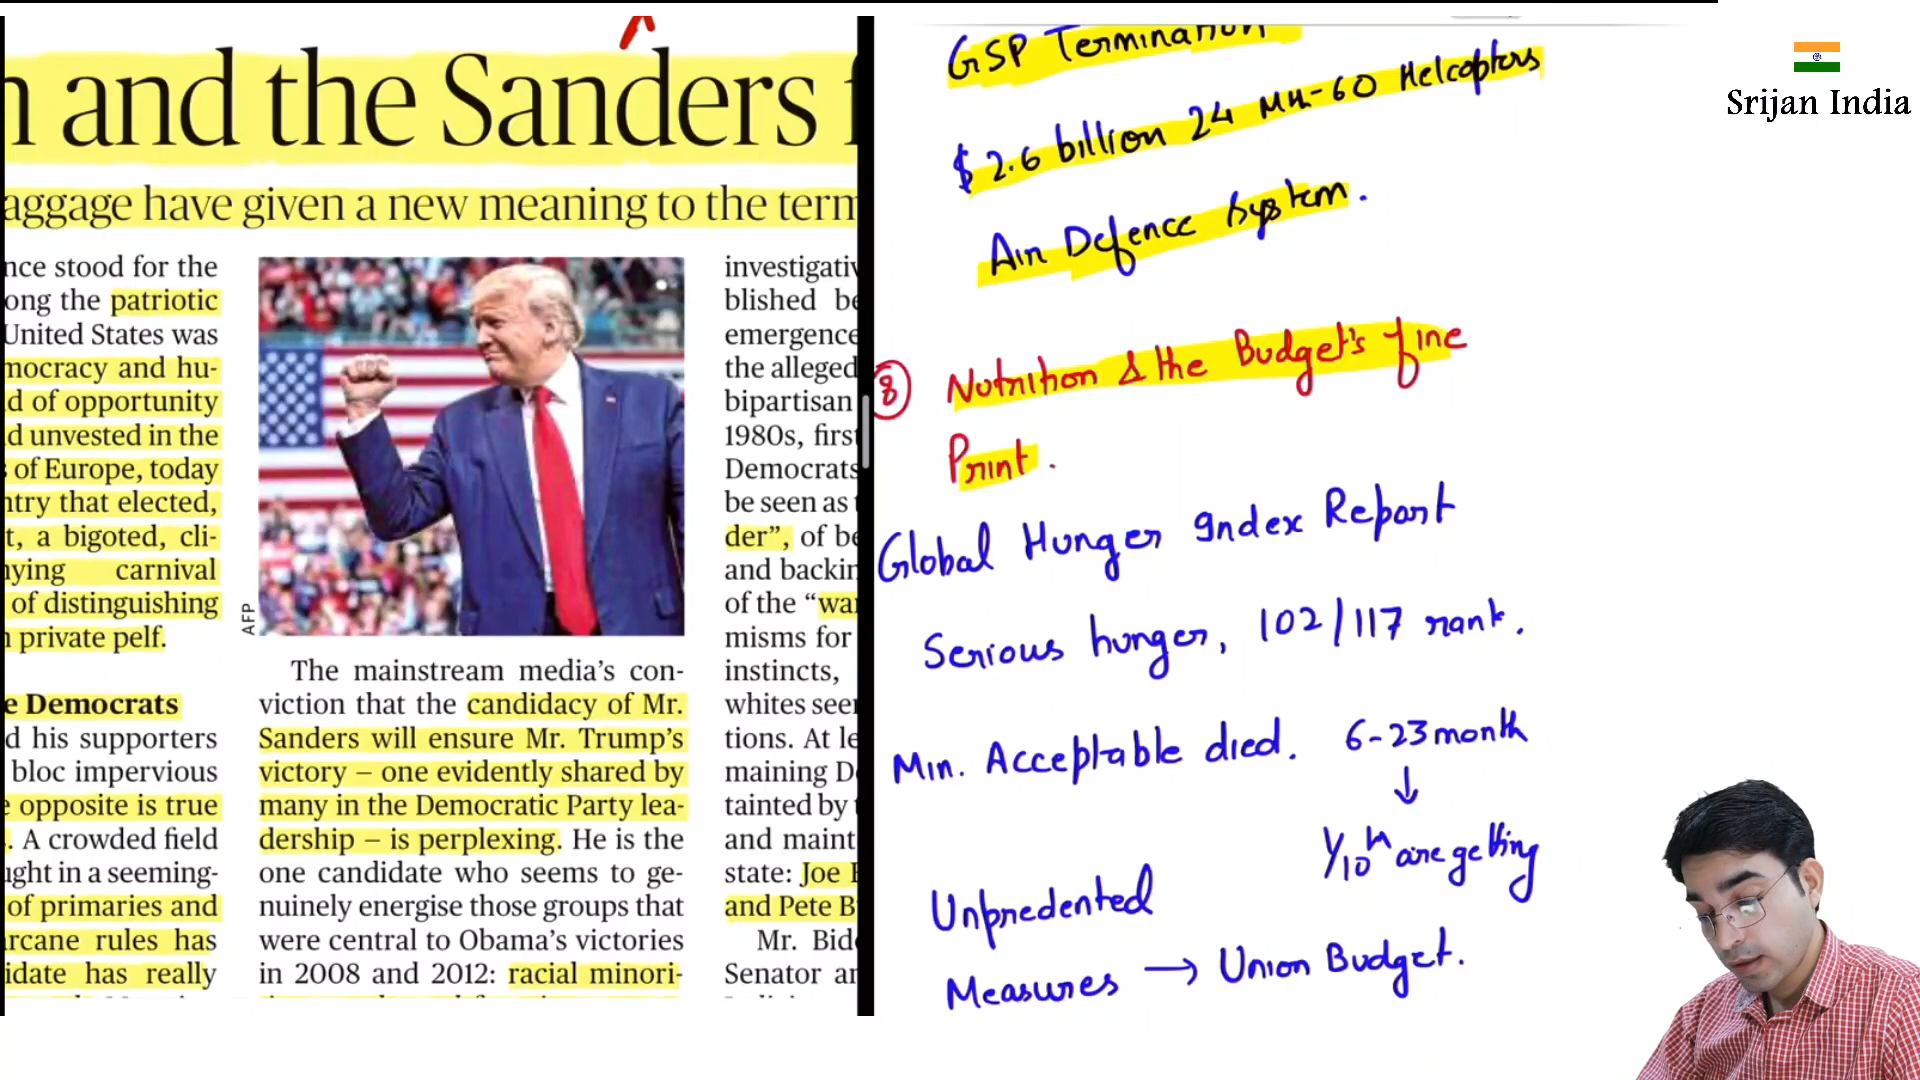 n and the Sanders f
aggage have given a new meaning to the term
nce stood for the
ong the patriotic
United States was
mocracy and hu-
d of opportunity
d unvested in the
s of Europe, today
ntry that elected,
t, a bigoted, cli-
nying carnival
of distinguishing
n private pelf.
e Democrats
d his supporters
bloc impervious
e opposite is true
. A crowded field
ught in a seeming-
of primaries and
rcane rules has
idate has really
AFP
The mainstream media's con-
viction that the candidacy of Mr.
Sanders will ensure Mr. Trump's
victory – one evidently shared by
many in the Democratic Party lea-
dership – is perplexing. He is the
one candidate who seems to ge-
nuinely energise those groups that
were central to Obama's victories
in 2008 and 2012: racial minori-
investigativ
blished be
emergence
the alleged
bipartisan
1980s, first
Democrats
be seen as
der", of be
and backin
of the "wa
misms for
instincts,
whites seem
tions. At le
maining De
tainted by
and maint
state: Joe B
and Pete B
Mr. Bide
Senator an
GSP Termination
$2.6 billion 24 MH-60 Helcopters
Air Defence System.
8 Nutrition & the Budget's fine
Print.
Global Hunger Index Report
Serious hunger, 102/117 rank.
Min. Acceptable died. 6-23 month
↓
1/10th are getting
Unpredented
Measures → Union Budget.
Srijan India